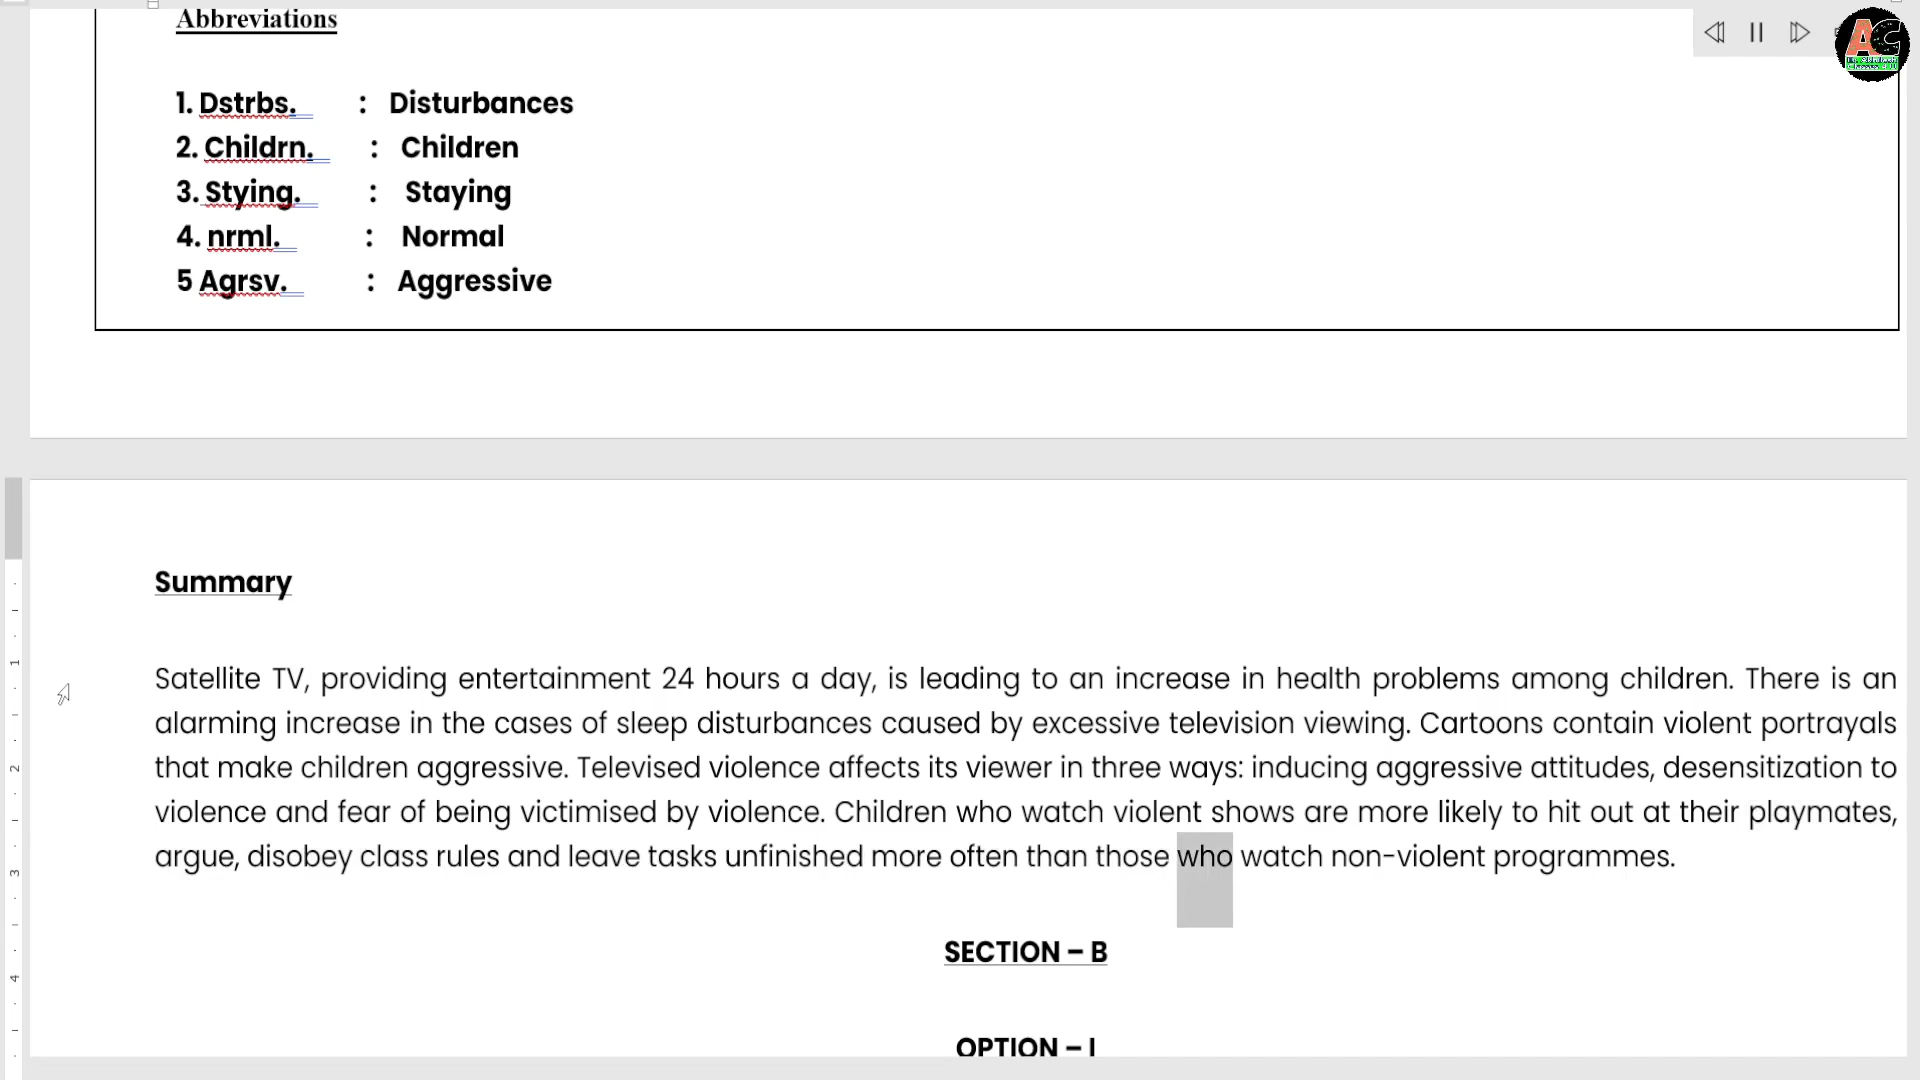 Abbreviations
AC
1. Dstrbs. : Disturbances
2. Childrn. : Children
3. Stying. : Staying
4. nrml. : Normal
5 Agrsv. : Aggressive
Summary
Satellite TV, providing entertainment 24 hours a day, is leading to an increase in health problems among children. There is an
alarming increase in the cases of sleep disturbances caused by excessive television viewing. Cartoons contain violent portrayals
that make children aggressive. Televised violence affects its viewer in three ways: inducing aggressive attitudes, desensitization to
violence and fear of being victimised by violence. Children who watch violent shows are more likely to hit out at their playmates,
argue, disobey class rules and leave tasks unfinished more often than those who watch non-violent programmes.
SECTION – B
OPTION – I
1
2
3
4